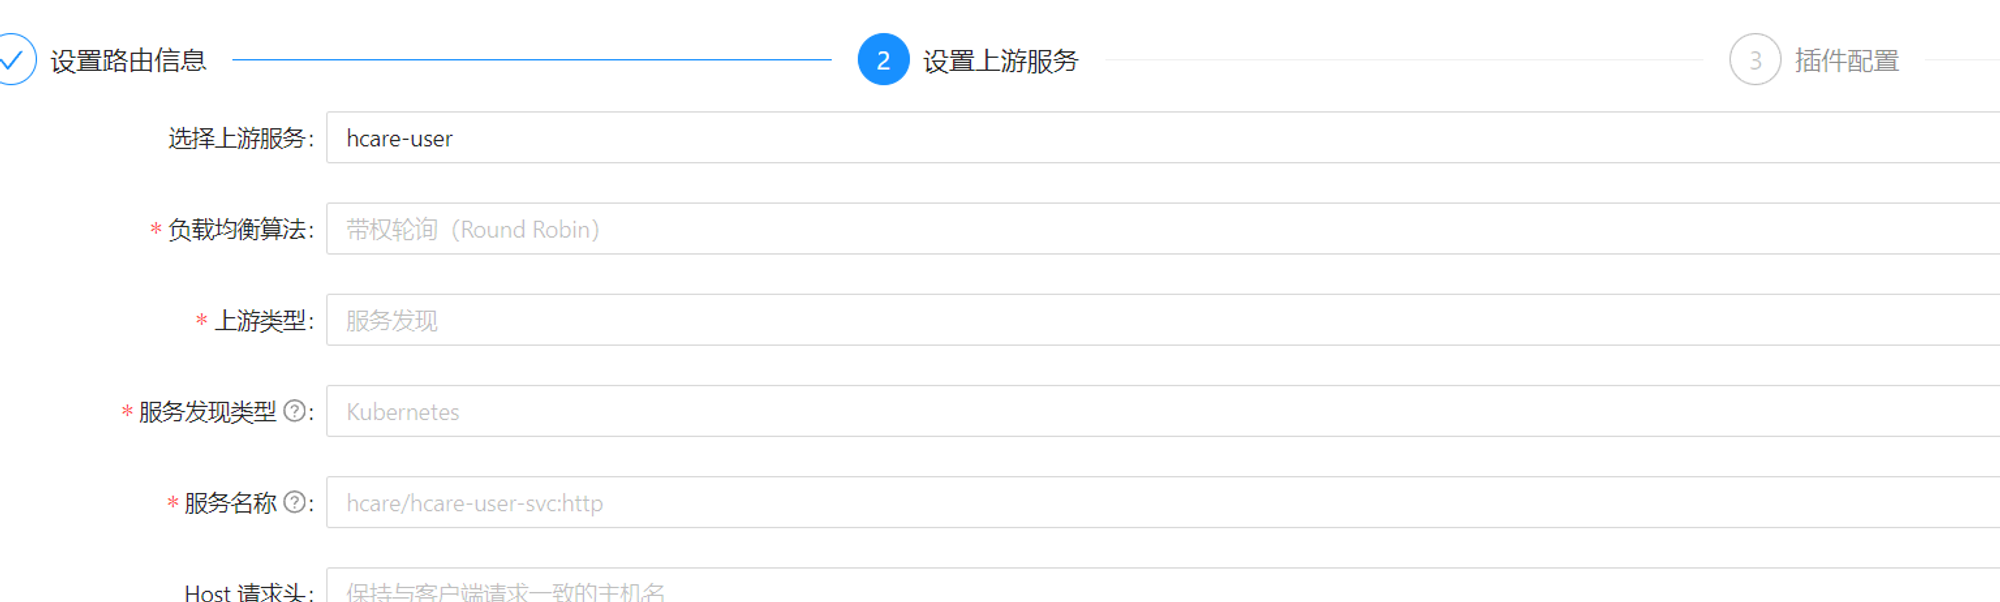 设置路由信息 2 设置上游服务 3 插件配置
选择上游服务: hcare-user
* 负载均衡算法: 带权轮询（Round Robin）
* 上游类型: 服务发现
* 服务发现类型 ? : Kubernetes
* 服务名称 ? : hcare/hcare-user-svc:http
Host 请求头: 保持与客户端请求一致的主机名